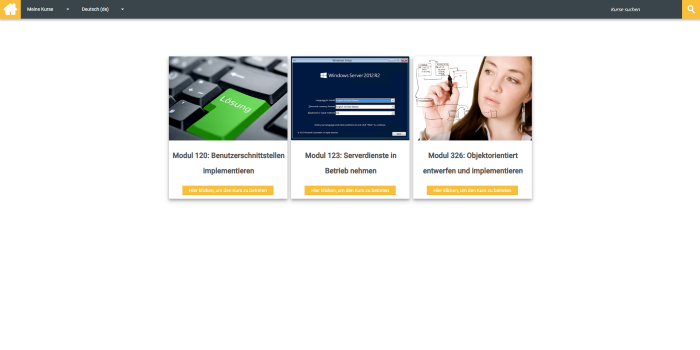 Meine Kurse
Deutsch (de)
Kurse suchen
Lösung
Windows Setup
Windows Server 2012 R2
Modul 120: Benutzerschnittstellen
implementieren
Modul 123: Serverdienste in
Betrieb nehmen
Modul 326: Objektorientiert
entwerfen und implementieren
Hier klicken, um den Kurs zu betreten
Hier klicken, um den Kurs zu betreten
Hier klicken, um den Kurs zu betreten